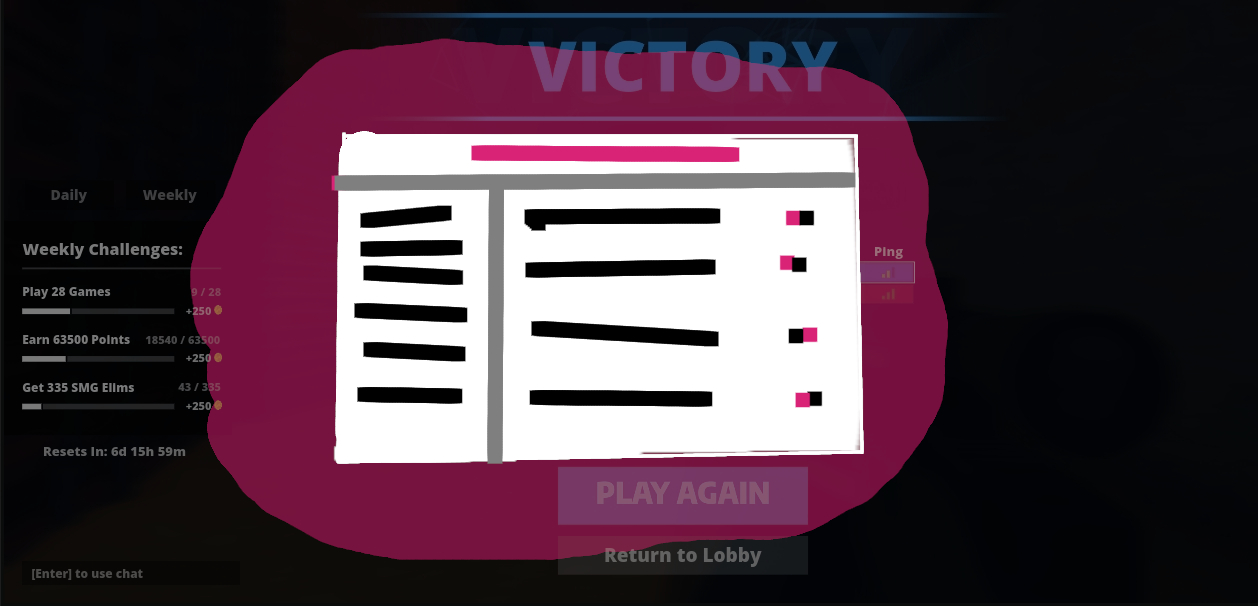 VICTORY
Daily Weekly
Weekly Challenges:
Ping
Play 28 Games 9 / 28
+250
Earn 63500 Points 18540 / 63500
+250
Get 335 SMG Elims 43 / 335
+250
Resets In: 6d 15h 59m
PLAY AGAIN
Return to Lobby
[Enter] to use chat